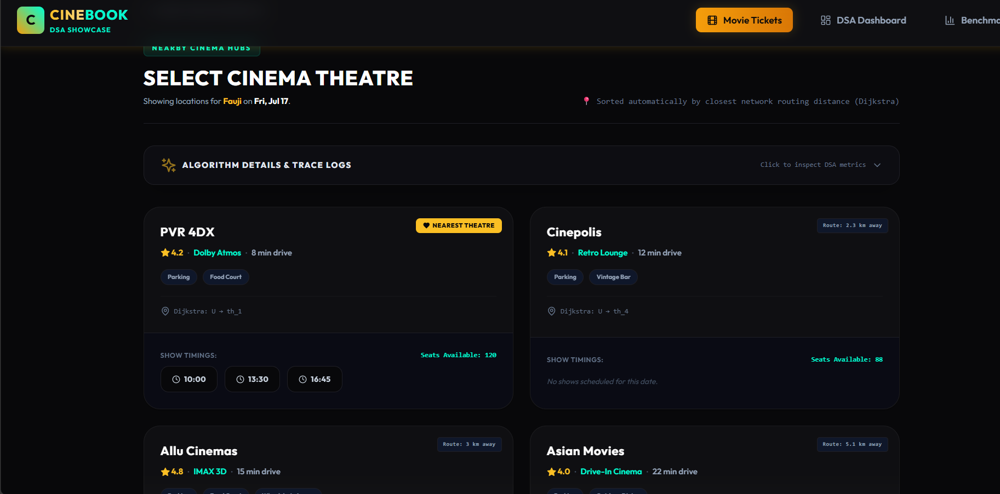 C
CINEBOOK
DSA SHOWCASE
Movie Tickets
DSA Dashboard
NEARBY CINEMA HUBS
SELECT CINEMA THEATRE
Showing locations for Fauji on Fri, Jul 17.
Sorted automatically by closest network routing distance (Dijkstra)
ALGORITHM DETAILS & TRACE LOGS
Click to inspect DSA metrics
PVR 4DX
NEAREST THEATRE
4.2 · Dolby Atmos · 8 min drive
Parking
Food Court
Dijkstra: U → th_1
SHOW TIMINGS:
Seats Available: 120
10:00
13:30
16:45
Cinepolis
Route: 2.3 km away
4.1 · Retro Lounge · 12 min drive
Parking
Vintage Bar
Dijkstra: U → th_4
SHOW TIMINGS:
Seats Available: 88
No shows scheduled for this date.
Allu Cinemas
Route: 3 km away
4.8 · IMAX 3D · 15 min drive
Asian Movies
Route: 5.1 km away
4.0 · Drive-In Cinema · 22 min drive